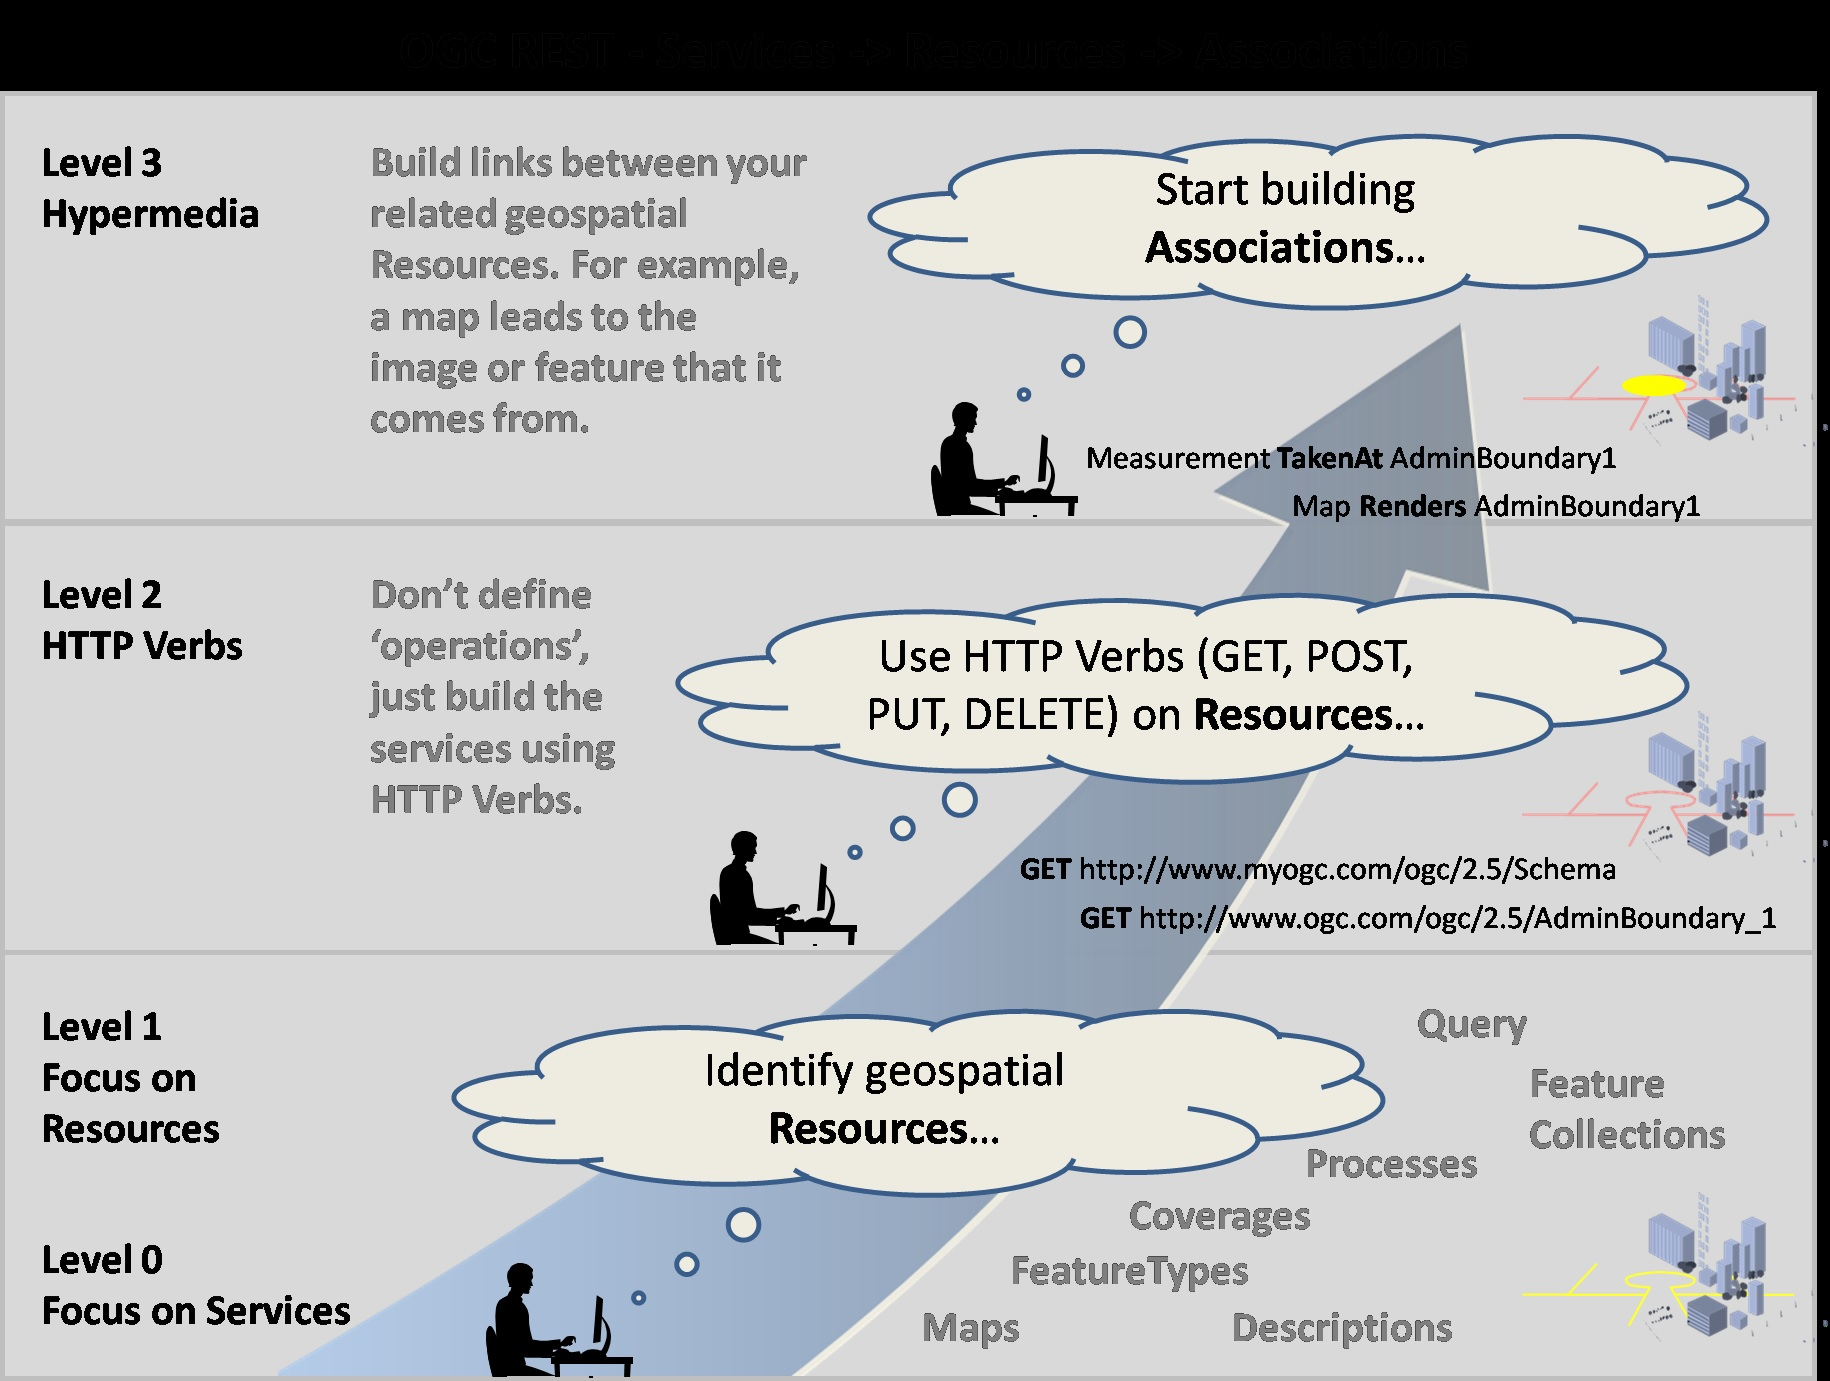 OGC REST - Services -> Resources -> Associations
Level 3
Hypermedia
Build links between your
related geospatial
Resources. For example,
a map leads to the
image or feature that it
comes from.
Start building
Associations...
Measurement TakenAt AdminBoundary1
Map Renders AdminBoundary1
Level 2
HTTP Verbs
Don’t define
‘operations’,
just build the
services using
HTTP Verbs.
Use HTTP Verbs (GET, POST,
PUT, DELETE) on Resources...
GET http://www.myogc.com/ogc/2.5/Schema
GET http://www.ogc.com/ogc/2.5/AdminBoundary_1
Level 1
Focus on
Resources
Identify geospatial
Resources...
Query
Feature
Collections
Processes
Coverages
FeatureTypes
Maps
Descriptions
Level 0
Focus on Services